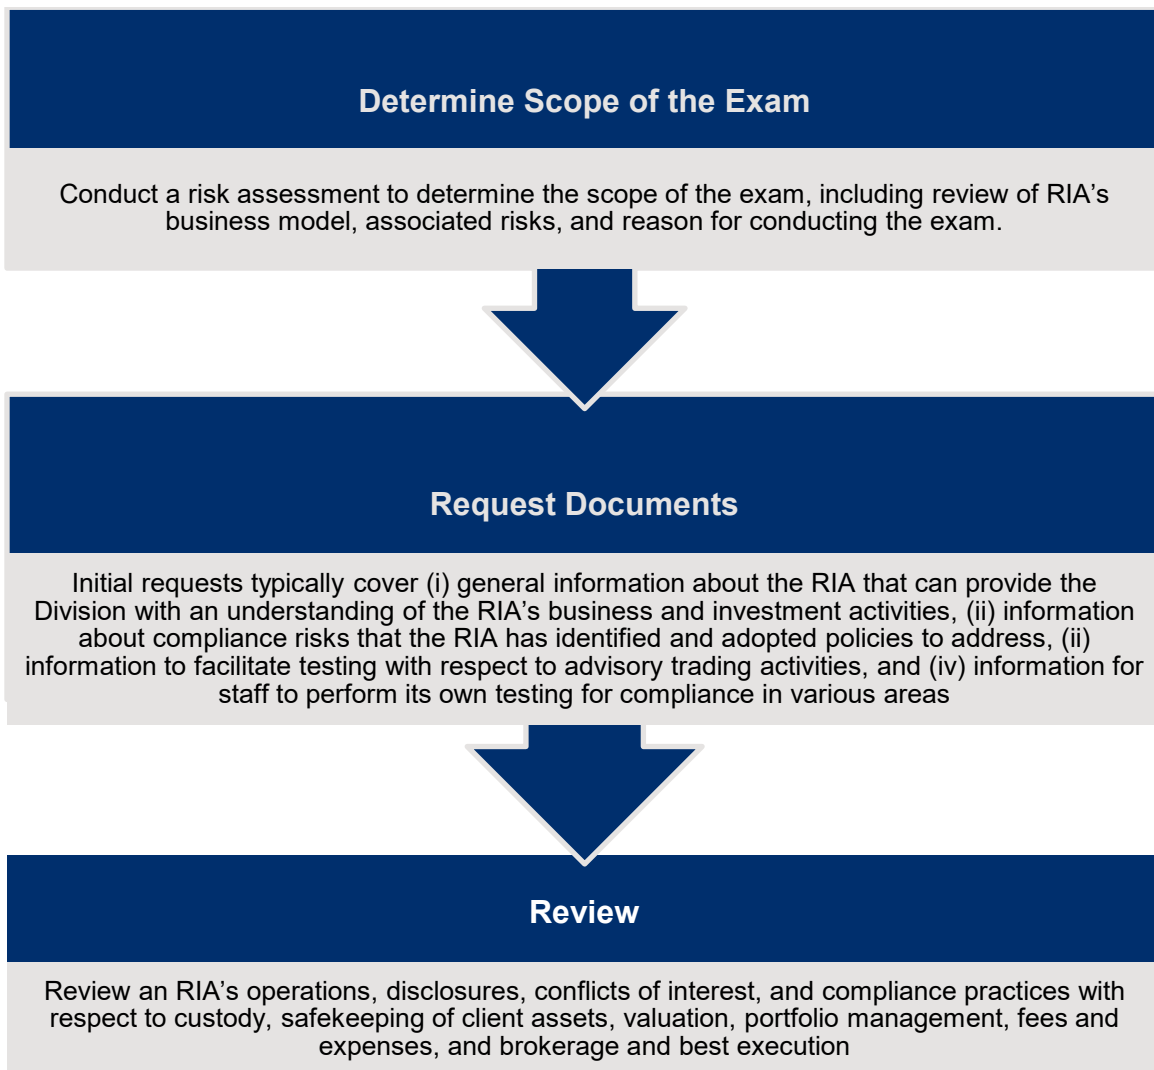 Determine Scope of the Exam
Conduct a risk assessment to determine the scope of the exam, including review of RIA’s
business model, associated risks, and reason for conducting the exam.
Request Documents
Initial requests typically cover (i) general information about the RIA that can provide the
Division with an understanding of the RIA’s business and investment activities, (ii) information
about compliance risks that the RIA has identified and adopted policies to address, (ii)
information to facilitate testing with respect to advisory trading activities, and (iv) information for
staff to perform its own testing for compliance in various areas
Review
Review an RIA’s operations, disclosures, conflicts of interest, and compliance practices with
respect to custody, safekeeping of client assets, valuation, portfolio management, fees and
expenses, and brokerage and best execution